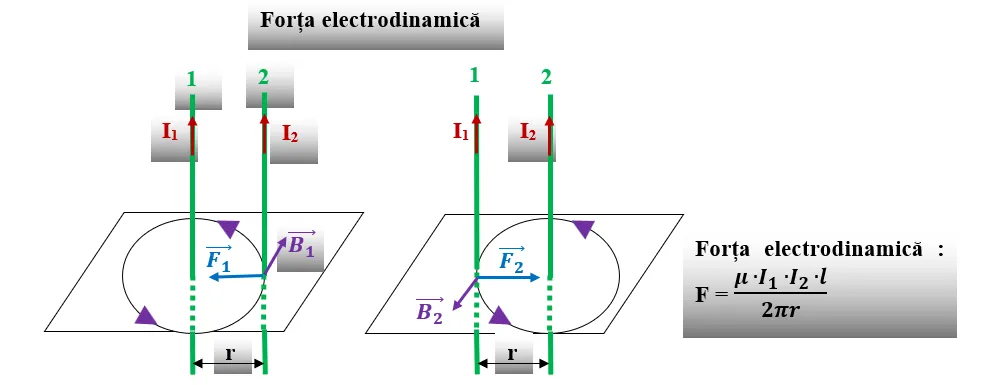 Forța electrodinamică
1 2 1 2
I₁ I₂ I₁ I₂
F₁ B₁ F₂ B₂
r r
Forța electrodinamică :
F = μ·I₁·I₂·l / 2πr